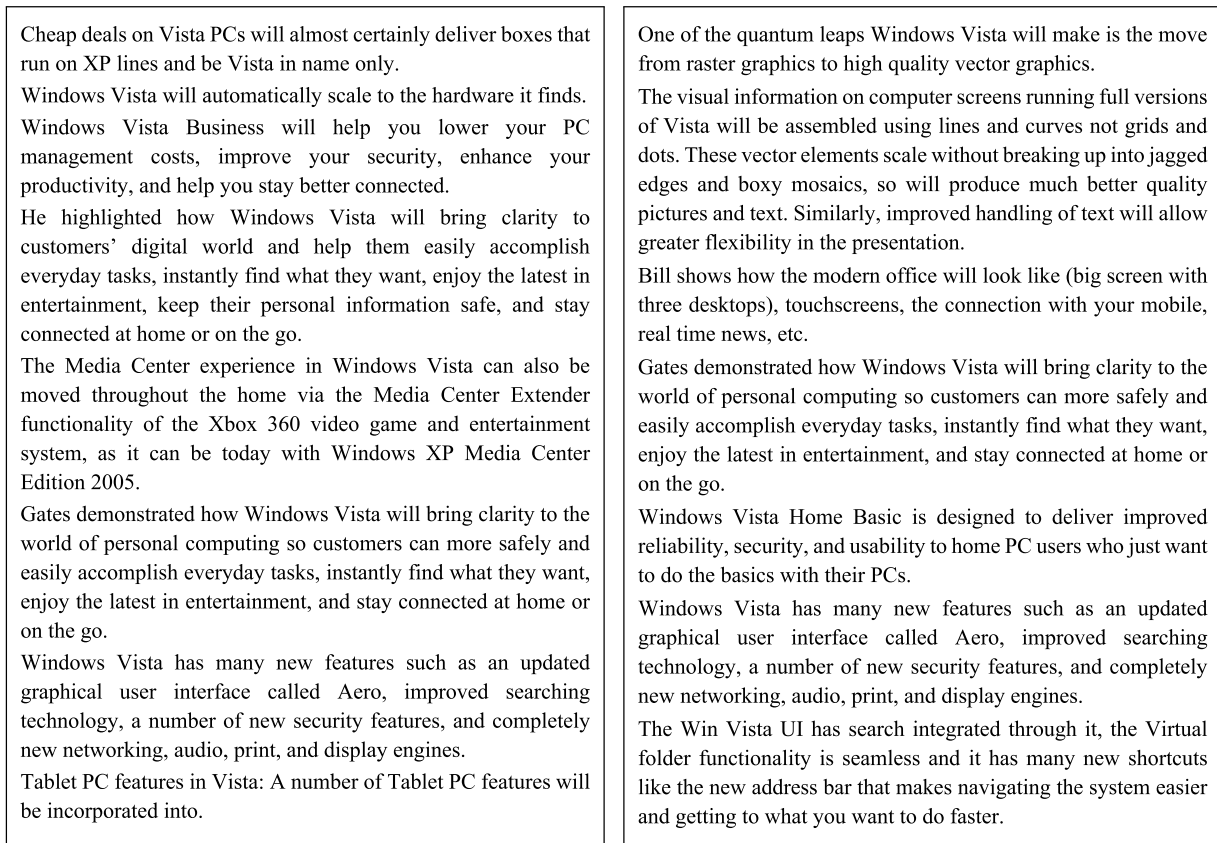 Cheap deals on Vista PCs will almost certainly deliver boxes that
run on XP lines and be Vista in name only.
Windows Vista will automatically scale to the hardware it finds.
Windows Vista Business will help you lower your PC
management costs, improve your security, enhance your
productivity, and help you stay better connected.
He highlighted how Windows Vista will bring clarity to
customers’ digital world and help them easily accomplish
everyday tasks, instantly find what they want, enjoy the latest in
entertainment, keep their personal information safe, and stay
connected at home or on the go.
The Media Center experience in Windows Vista can also be
moved throughout the home via the Media Center Extender
functionality of the Xbox 360 video game and entertainment
system, as it can be today with Windows XP Media Center
Edition 2005.
Gates demonstrated how Windows Vista will bring clarity to the
world of personal computing so customers can more safely and
easily accomplish everyday tasks, instantly find what they want,
enjoy the latest in entertainment, and stay connected at home or
on the go.
Windows Vista has many new features such as an updated
graphical user interface called Aero, improved searching
technology, a number of new security features, and completely
new networking, audio, print, and display engines.
Tablet PC features in Vista: A number of Tablet PC features will
be incorporated into.
One of the quantum leaps Windows Vista will make is the move
from raster graphics to high quality vector graphics.
The visual information on computer screens running full versions
of Vista will be assembled using lines and curves not grids and
dots. These vector elements scale without breaking up into jagged
edges and boxy mosaics, so will produce much better quality
pictures and text. Similarly, improved handling of text will allow
greater flexibility in the presentation.
Bill shows how the modern office will look like (big screen with
three desktops), touchscreens, the connection with your mobile,
real time news, etc.
Gates demonstrated how Windows Vista will bring clarity to the
world of personal computing so customers can more safely and
easily accomplish everyday tasks, instantly find what they want,
enjoy the latest in entertainment, and stay connected at home or
on the go.
Windows Vista Home Basic is designed to deliver improved
reliability, security, and usability to home PC users who just want
to do the basics with their PCs.
Windows Vista has many new features such as an updated
graphical user interface called Aero, improved searching
technology, a number of new security features, and completely
new networking, audio, print, and display engines.
The Win Vista UI has search integrated through it, the Virtual
folder functionality is seamless and it has many new shortcuts
like the new address bar that makes navigating the system easier
and getting to what you want to do faster.